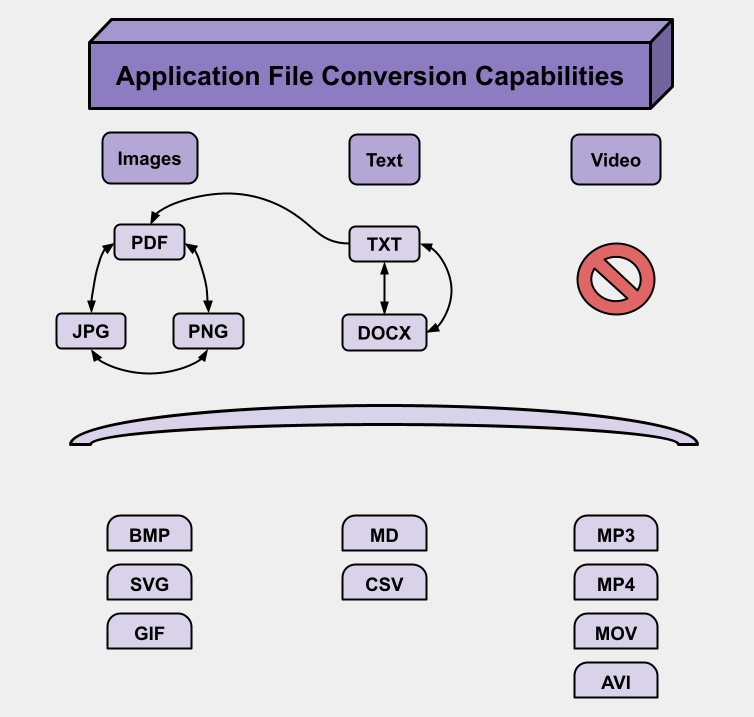 Application File Conversion Capabilities
Images
Text
Video
PDF
TXT
JPG
PNG
DOCX
BMP
MD
MP3
SVG
CSV
MP4
GIF
MOV
AVI